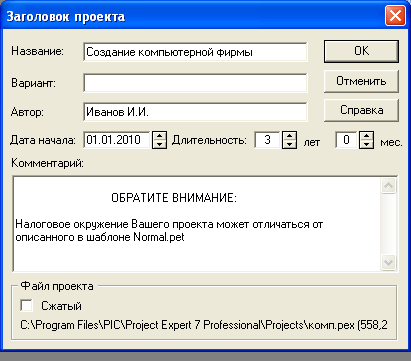 Заголовок проекта
Название: Создание компьютерной фирмы OK
Вариант: Отменить
Автор: Иванов И.И. Справка
Дата начала: 01.01.2010 Длительность: 3 лет 0 мес.
Комментарий:
ОБРАТИТЕ ВНИМАНИЕ:
Налоговое окружение Вашего проекта может отличаться от
описанного в шаблоне Normal.pet
Файл проекта
Сжатый
C:\Program Files\PIC\Project Expert 7 Professional\Projects\комп.pex (558,2